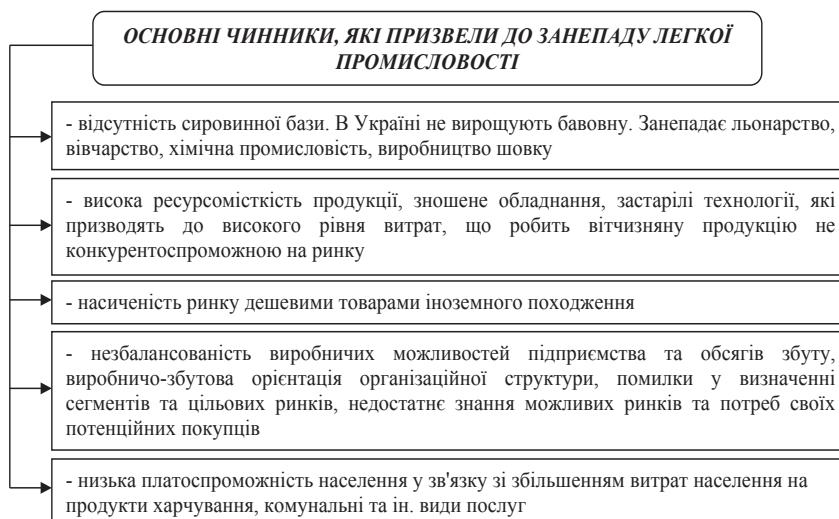 ОСНОВНІ ЧИННИКИ, ЯКІ ПРИЗВЕЛИ ДО ЗАНЕПАДУ ЛЕГКОЇ
ПРОМИСЛОВОСТІ
- відсутність сировинної бази. В Україні не вирощують бавовну. Занепадає льонарство,
вівчарство, хімічна промисловість, виробництво шовку
- висока ресурсомісткість продукції, зношене обладнання, застарілі технології, які
призводять до високого рівня витрат, що робить вітчизняну продукцію не
конкурентоспроможною на ринку
- насиченість ринку дешевими товарами іноземного походження
- незбалансованість виробничих можливостей підприємства та обсягів збуту,
виробничо-збутова орієнтація організаційної структури, помилки у визначенні
сегментів та цільових ринків, недостатнє знання можливих ринків та потреб своїх
потенційних покупців
- низька платоспроможність населення у зв'язку зі збільшенням витрат населення на
продукти харчування, комунальні та ін. види послуг